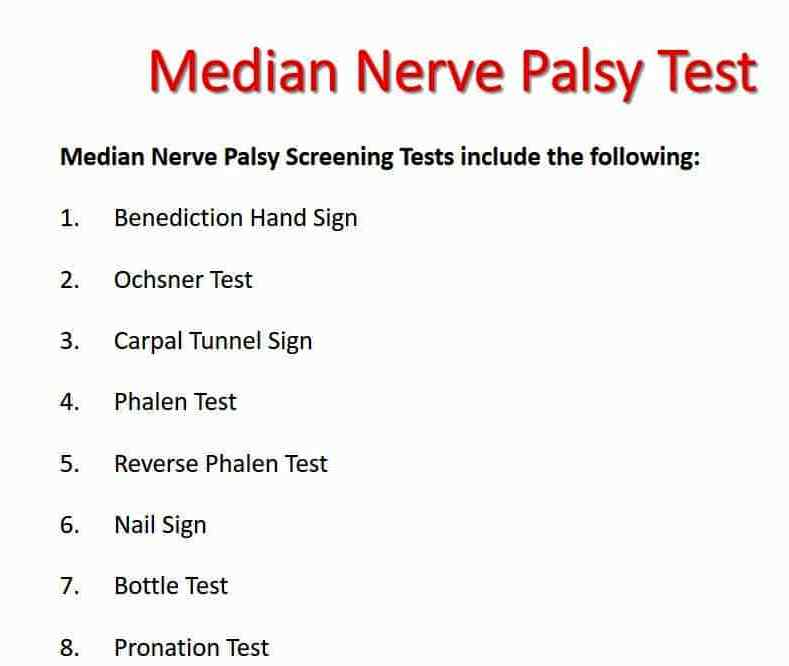 Median Nerve Palsy Test
Median Nerve Palsy Screening Tests include the following:
1. Benediction Hand Sign
2. Ochsner Test
3. Carpal Tunnel Sign
4. Phalen Test
5. Reverse Phalen Test
6. Nail Sign
7. Bottle Test
8. Pronation Test